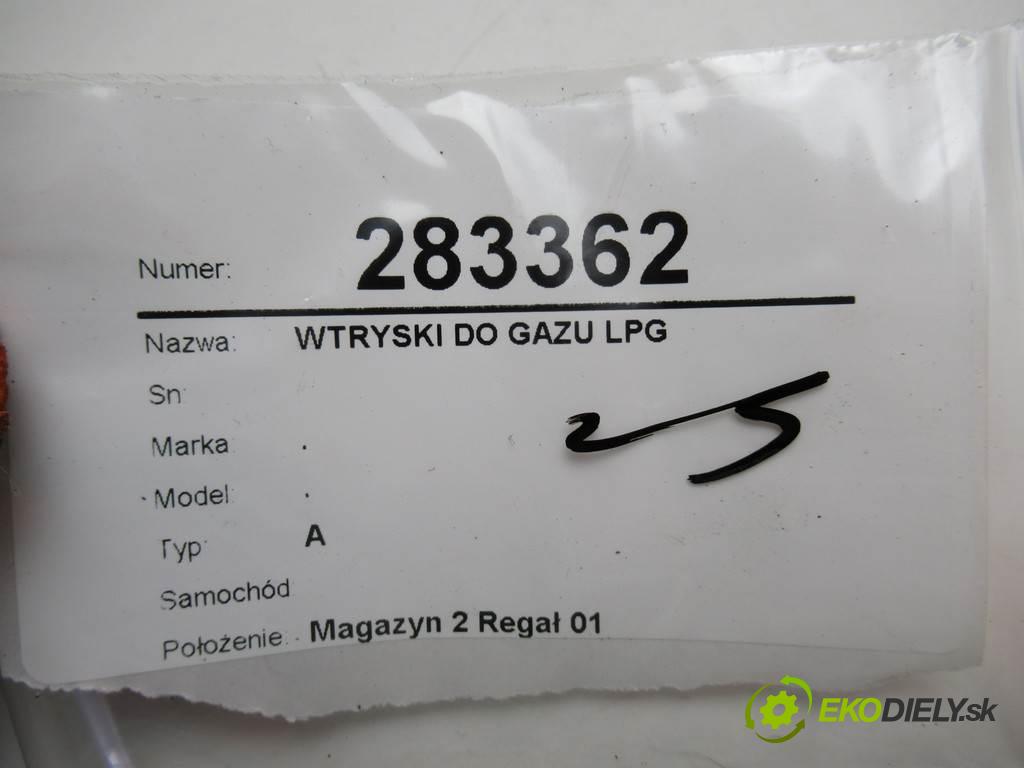 Numer: 283362
Nazwa: WTRYSKI DO GAZU LPG
Sn:
Marka .
Model: .
Typ: A
25
Samochód
Położenie: Magazyn 2 Regał 01
EKODIELY.sk